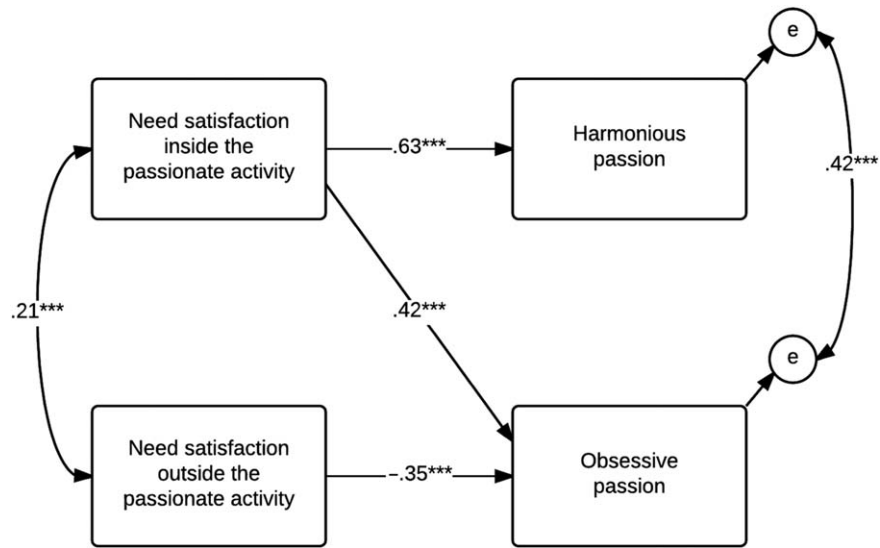 e
Need satisfaction
inside the
passionate activity
.63***
Harmonious
passion
.42***
.21***
.42***
e
Need satisfaction
outside the
passionate activity
−.35***
Obsessive
passion